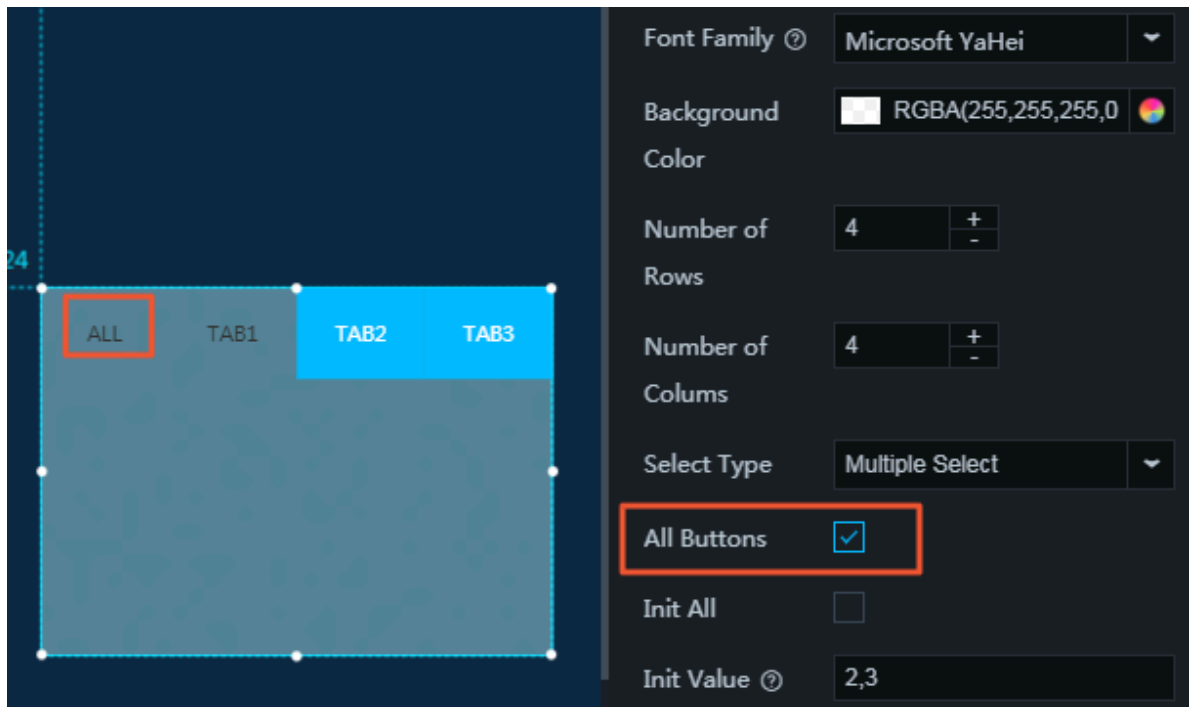 24
ALL TAB1 TAB2 TAB3
Font Family ? Microsoft YaHei
Background RGBA(255,255,255,0
Color
Number of 4 + -
Rows
Number of 4 + -
Colums
Select Type Multiple Select
All Buttons
Init All
Init Value ? 2,3